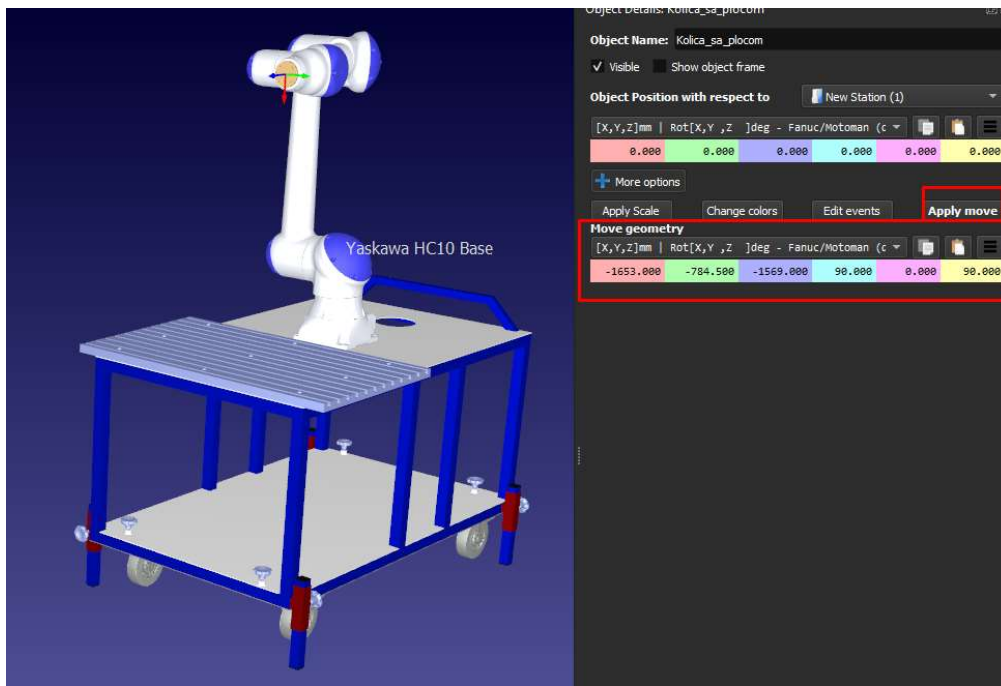 Object Details: Kolica_sa_plocom
Object Name: Kolica_sa_plocom
Visible Show object frame
Object Position with respect to New Station (1)
[X,Y,Z]mm | Rot[X,Y ,Z ]deg - Fanuc/Motoman (c
0.000 0.000 0.000 0.000 0.000 0.000
More options
Apply Scale Change colors Edit events Apply move
Move geometry
[X,Y,Z]mm | Rot[X,Y ,Z ]deg - Fanuc/Motoman (c
-1653.000 -784.500 -1569.000 90.000 0.000 90.000
Yaskawa HC10 Base